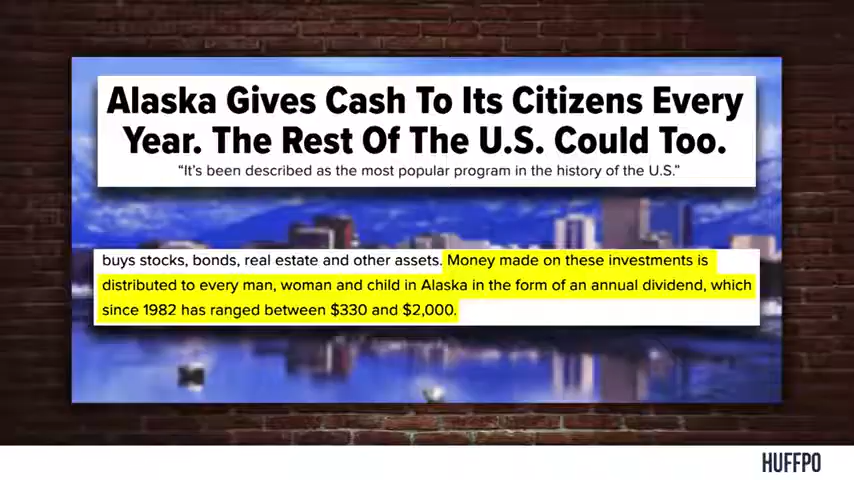 Alaska Gives Cash To Its Citizens Every
Year. The Rest Of The U.S. Could Too.
“It’s been described as the most popular program in the history of the U.S.”
buys stocks, bonds, real estate and other assets. Money made on these investments is
distributed to every man, woman and child in Alaska in the form of an annual dividend, which
since 1982 has ranged between $330 and $2,000.
HUFFPO